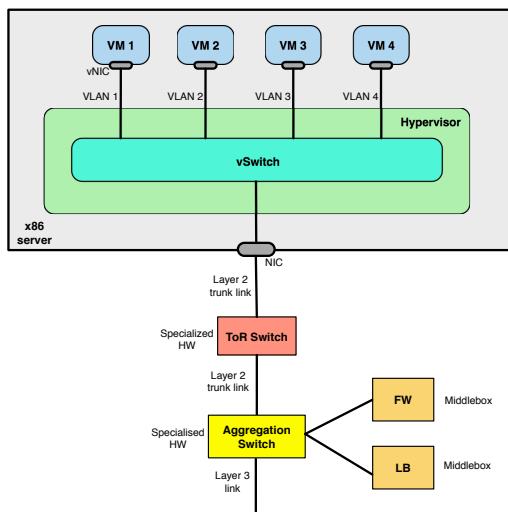 VM 1
VM 2
VM 3
VM 4
vNIC
VLAN 1
VLAN 2
VLAN 3
VLAN 4
Hypervisor
vSwitch
x86
server
NIC
Layer 2
trunk link
Specialized
HW
ToR Switch
Layer 2
trunk link
FW
Middlebox
Specialised
HW
Aggregation
Switch
LB
Middlebox
Layer 3
link